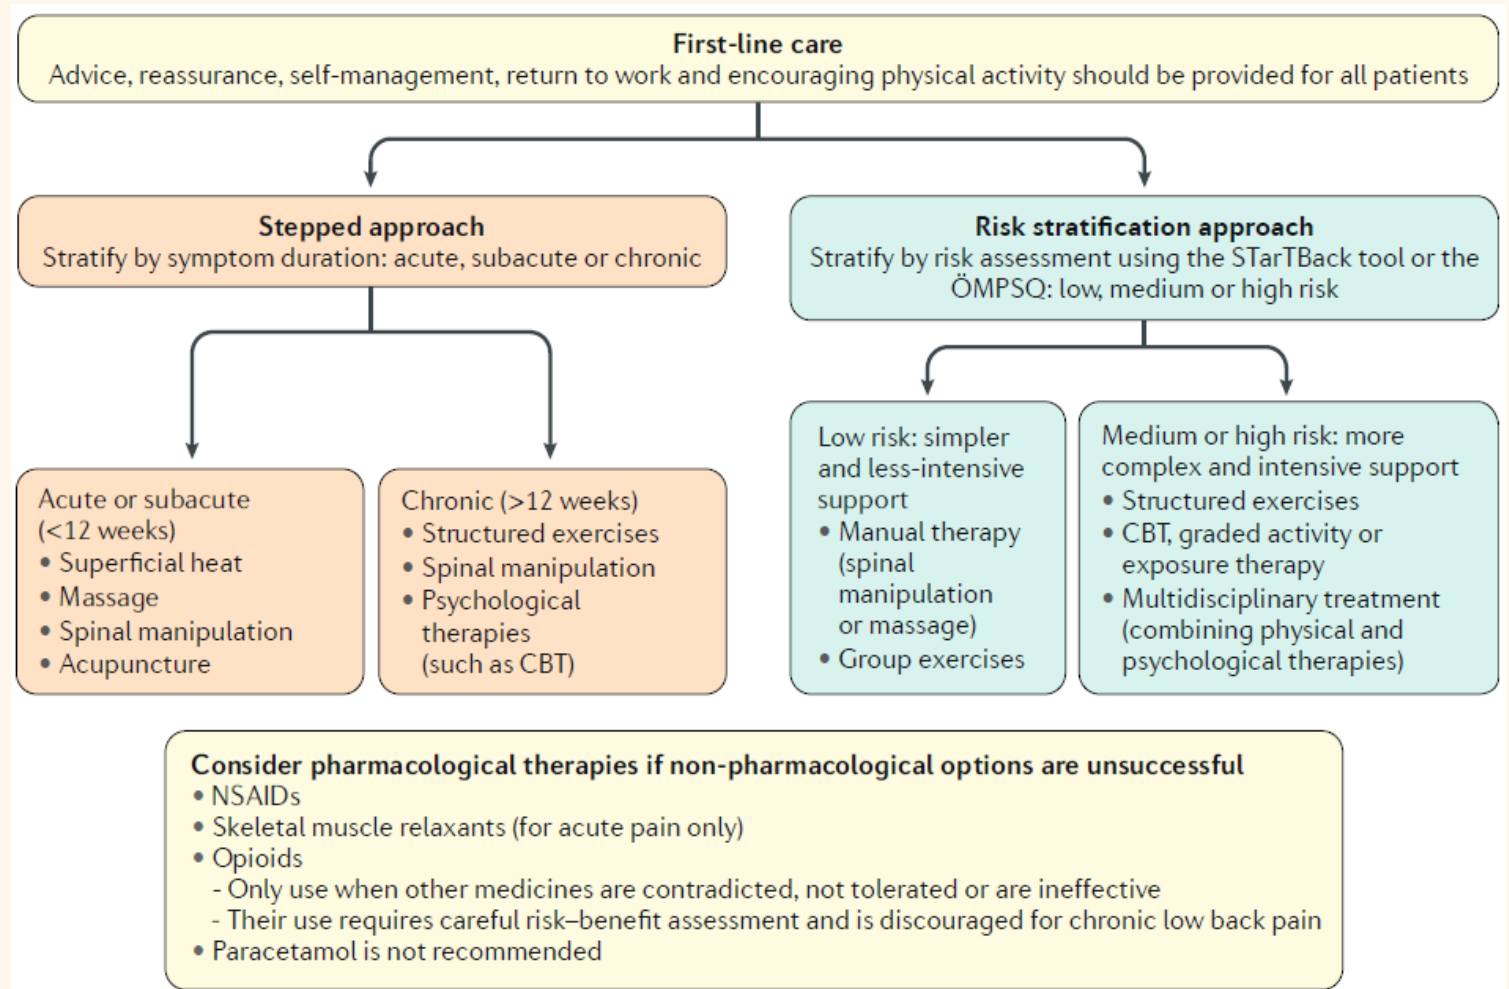 First-line care
Advice, reassurance, self-management, return to work and encouraging physical activity should be provided for all patients
Stepped approach
Stratify by symptom duration: acute, subacute or chronic
Risk stratification approach
Stratify by risk assessment using the STarTBack tool or the
ÖMPSQ: low, medium or high risk
Acute or subacute
(<12 weeks)
• Superficial heat
• Massage
• Spinal manipulation
• Acupuncture
Chronic (>12 weeks)
• Structured exercises
• Spinal manipulation
• Psychological
therapies
(such as CBT)
Low risk: simpler
and less-intensive
support
• Manual therapy
(spinal
manipulation
or massage)
• Group exercises
Medium or high risk: more
complex and intensive support
• Structured exercises
• CBT, graded activity or
exposure therapy
• Multidisciplinary treatment
(combining physical and
psychological therapies)
Consider pharmacological therapies if non-pharmacological options are unsuccessful
• NSAIDs
• Skeletal muscle relaxants (for acute pain only)
• Opioids
- Only use when other medicines are contradicted, not tolerated or are ineffective
- Their use requires careful risk–benefit assessment and is discouraged for chronic low back pain
• Paracetamol is not recommended